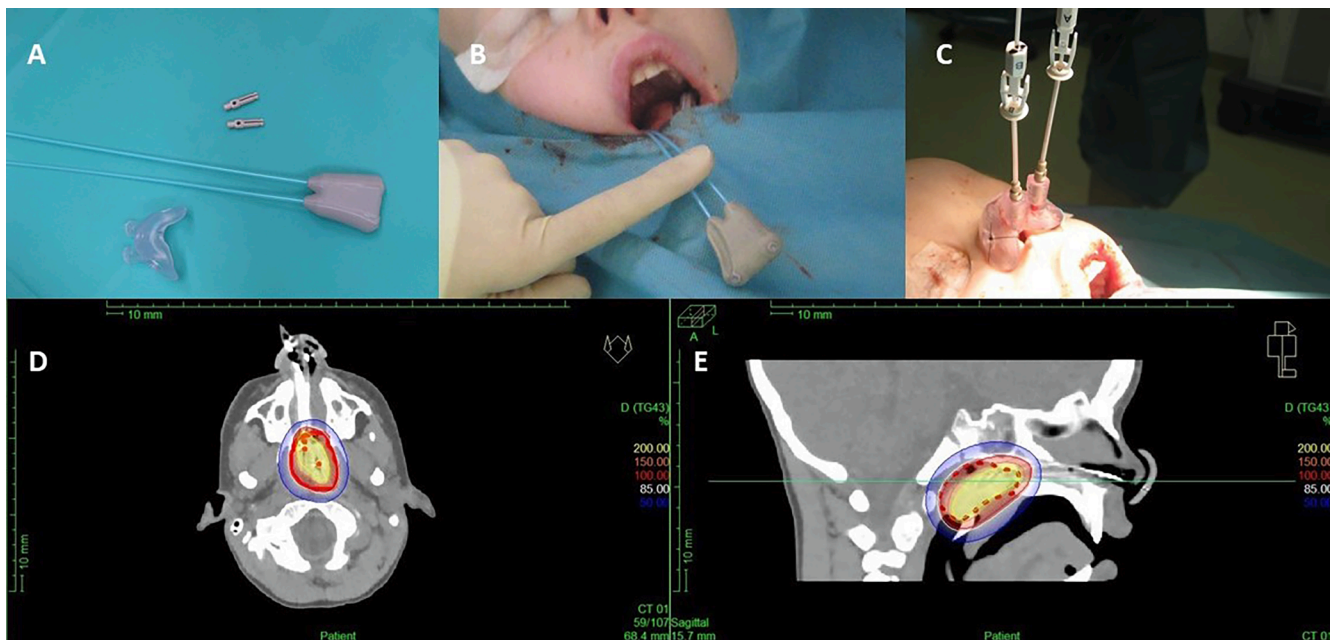 A
B
C
B
A
10 mm
D
D (TG43)
%
200.00
150.00
100.00
85.00
50.00
10 mm
CT 01
59/107
68.4 mm
Patient
10 mm
A
L
E
D (TG43
%
200.00
150.00
100.00
85.00
50.00
10 mm
Sagittal
15.7 mm
Patient
CT 0